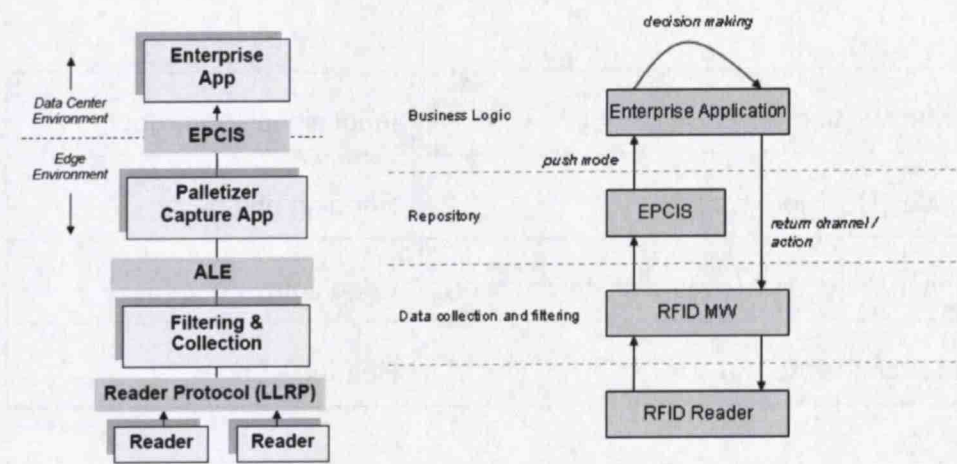 Enterprise
App
Data Center
Environment
EPCIS
Edge
Environment
Palletizer
Capture App
ALE
Filtering &
Collection
Reader Protocol (LLRP)
Reader
Reader
decision making
Business Logic
Enterprise Application
push mode
Repository
EPCIS
return channel /
action
Data collection and filtering
RFID MW
RFID Reader